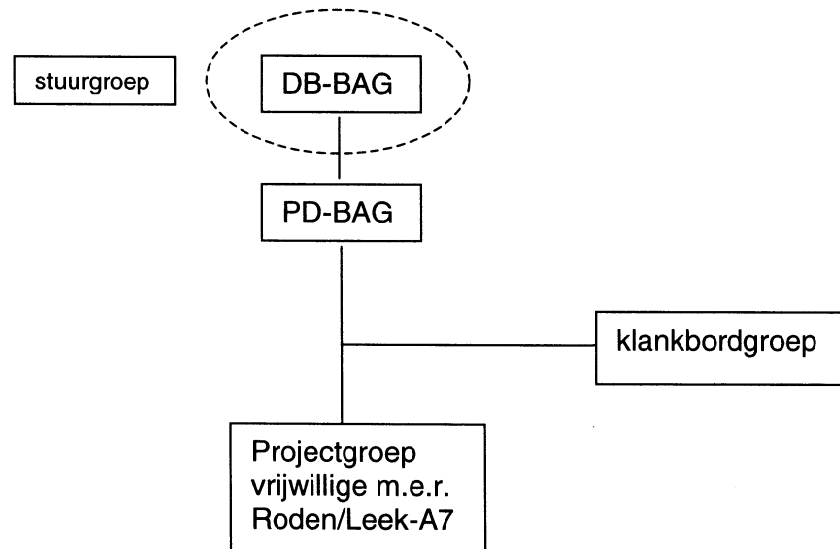 stuurgroep
DB-BAG
PD-BAG
klankbordgroep
Projectgroep
vrijwillige m.e.r.
Roden/Leek-A7